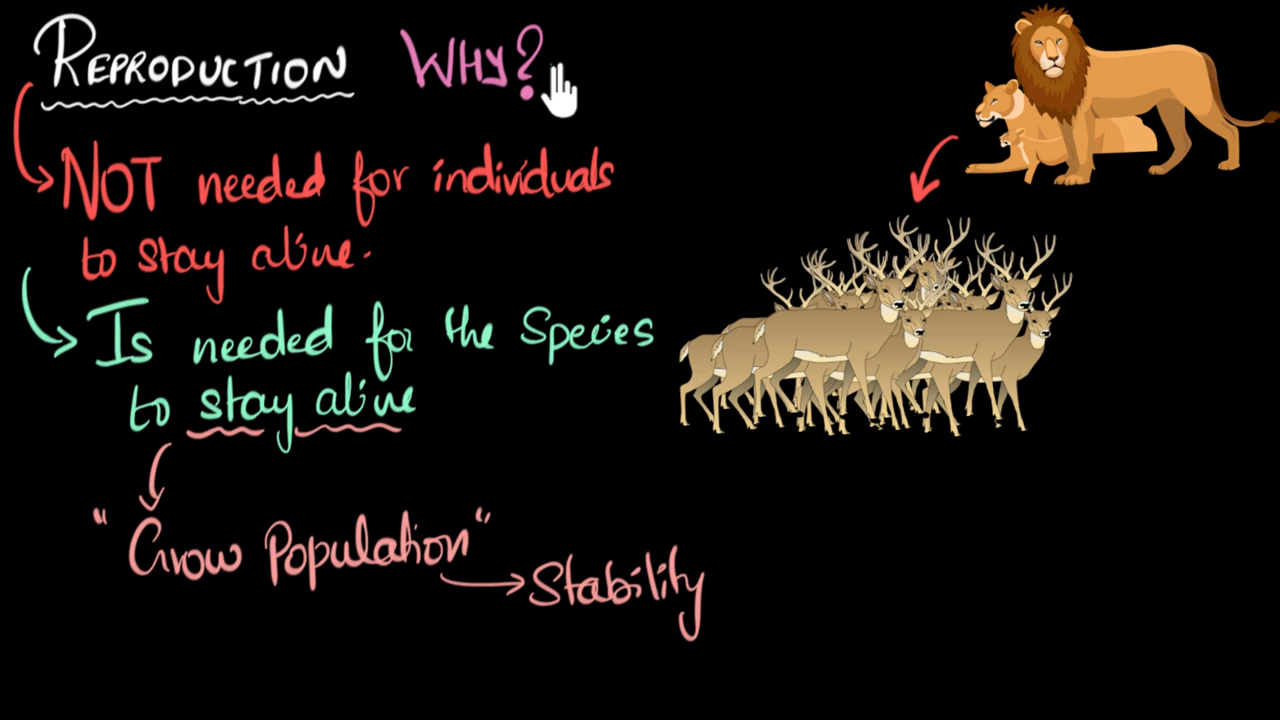 REPRODUCTION WHY?
NOT needed for individuals
to stay alive.
Is needed for the Species
to stay alive
"Grow Population"
Stability